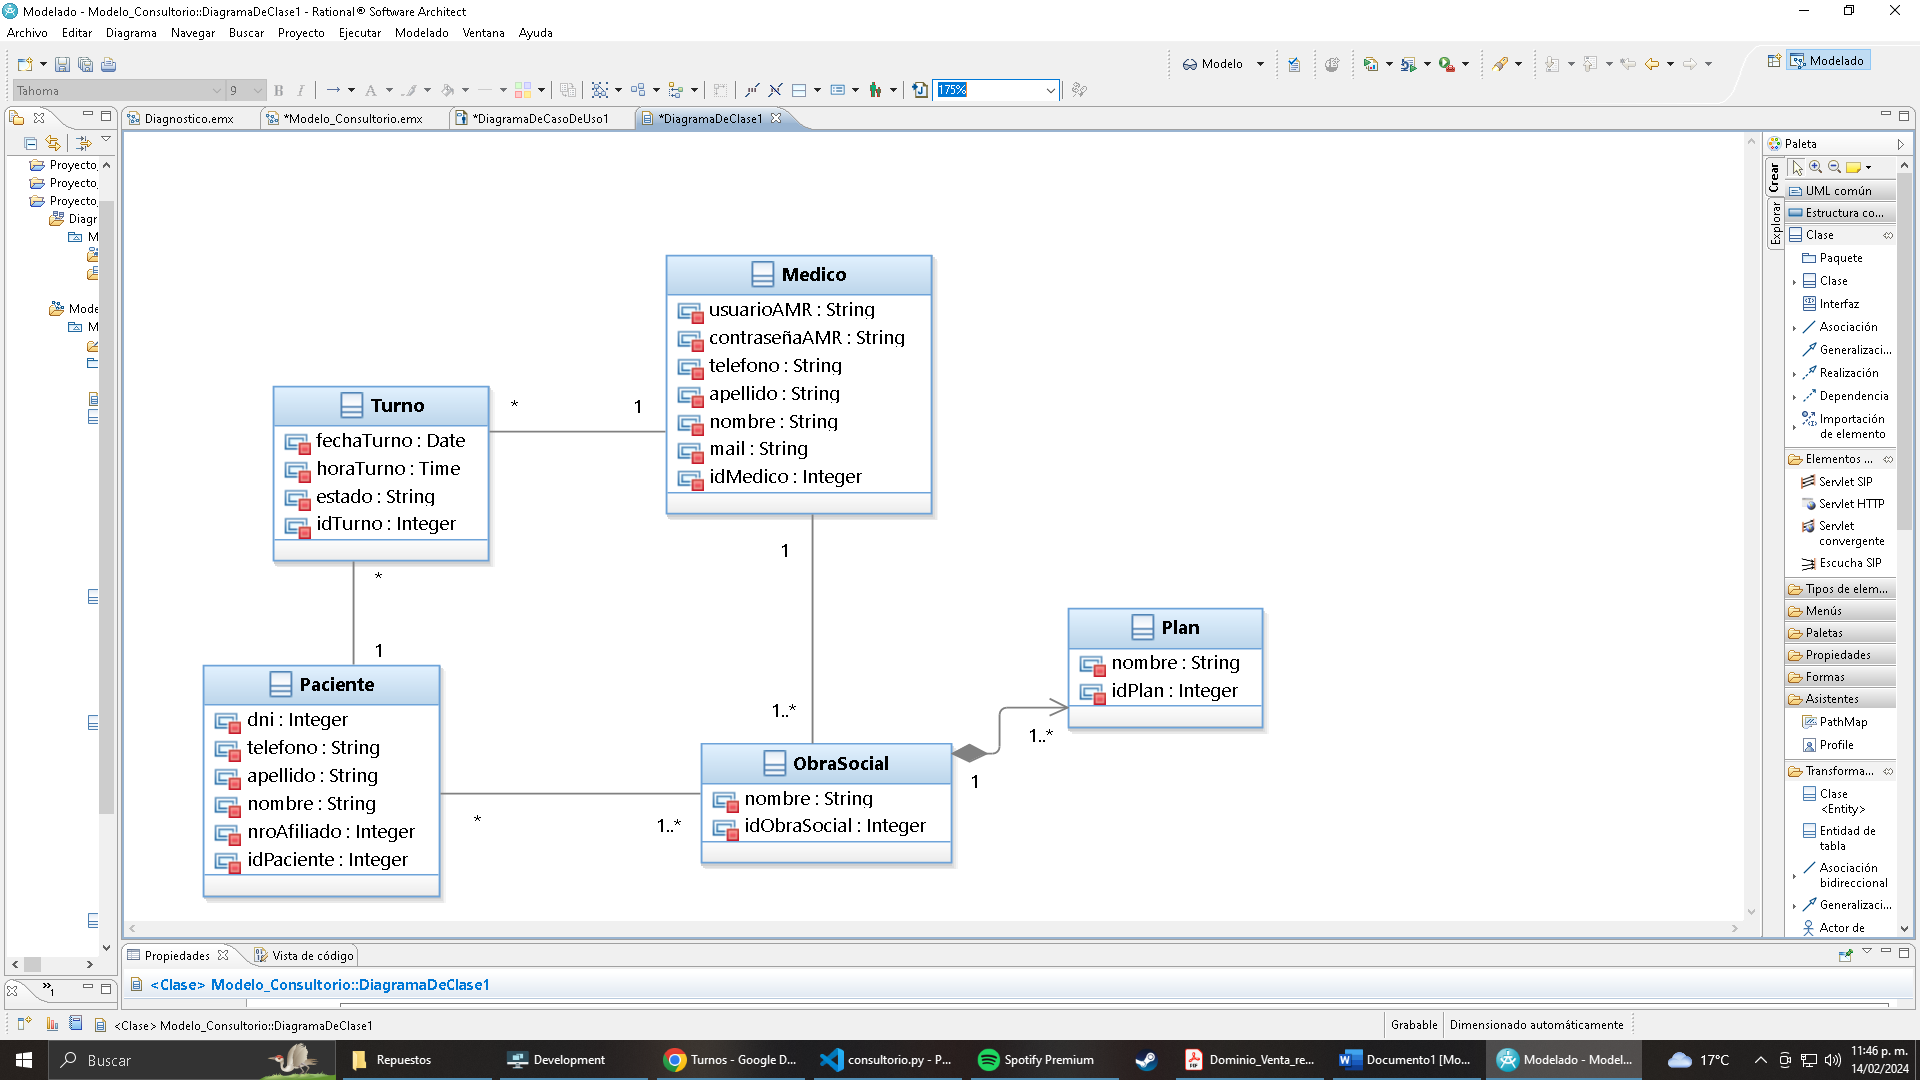 Modelado - Modelo_Consultorio::DiagramaDeClase1 - Rational® Software Architect
Archivo Editar Diagrama Navegar Buscar Proyecto Ejecutar Modelado Ventana Ayuda
Modelo
Modelado
Tahoma 9 B I A 175%
Diagnostico.emx *Modelo_Consultorio.emx *DiagramaDeCasoDeUso1 *DiagramaDeClase1
Proyecto
Proyecto
Proyecto
Diagr
M
Mode
M
Medico
usuarioAMR : String
contraseñaAMR : String
telefono : String
apellido : String
nombre : String
mail : String
idMedico : Integer
Turno
fechaTurno : Date
horaTurno : Time
estado : String
idTurno : Integer
* 1
1
1..*
*
1
Paciente
dni : Integer
telefono : String
apellido : String
nombre : String
nroAfiliado : Integer
idPaciente : Integer
* 1..*
ObraSocial
nombre : String
idObraSocial : Integer
1
1..*
Plan
nombre : String
idPlan : Integer
Paleta
Crear
Explorar
UML común
Estructura co...
Clase
Paquete
Clase
Interfaz
Asociación
Generalizaci...
Realización
Dependencia
Importación
de elemento
Elementos ...
Servlet SIP
Servlet HTTP
Servlet
convergente
Escucha SIP
Tipos de elem...
Menús
Paletas
Propiedades
Formas
Asistentes
PathMap
Profile
Transforma...
Clase
<Entity>
Entidad de
tabla
Asociación
bidireccional
Generalizaci...
Actor de
Propiedades Vista de código
<Clase> Modelo_Consultorio::DiagramaDeClase1
»1
<Clase> Modelo_Consultorio::DiagramaDeClase1
Grabable Dimensionado automáticamente
Buscar
Repuestos
Development
Turnos - Google D...
consultorio.py - P...
Spotify Premium
Dominio_Venta_re...
Documento1 [Mo...
Modelado - Model...
17°C
11:46 p. m.
14/02/2024